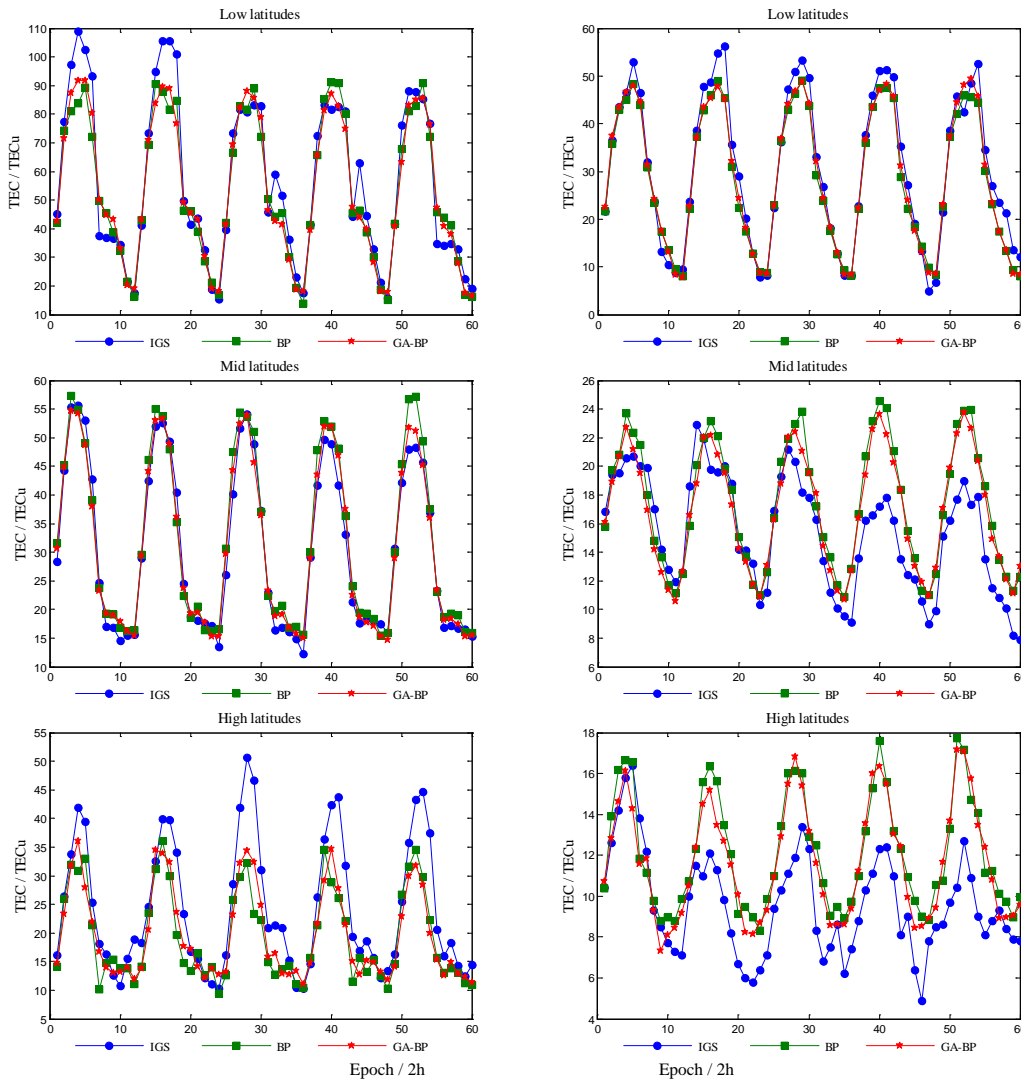 Low latitudes
TEC / TECu
110
100
90
80
70
60
50
40
30
20
10
0 10 20 30 40 50 60
IGS BP GA-BP
Low latitudes
TEC / TECu
60
50
40
30
20
10
0
0 10 20 30 40 50 60
IGS BP GA-BP
Mid latitudes
TEC / TECu
60
55
50
45
40
35
30
25
20
15
10
0 10 20 30 40 50 60
IGS BP GA-BP
Mid latitudes
TEC / TECu
26
24
22
20
18
16
14
12
10
8
6
0 10 20 30 40 50 60
IGS BP GA-BP
High latitudes
TEC / TECu
55
50
45
40
35
30
25
20
15
10
5
0 10 20 30 40 50 60
IGS BP GA-BP
Epoch / 2h
High latitudes
TEC / TECu
18
16
14
12
10
8
6
4
0 10 20 30 40 50 60
IGS BP GA-BP
Epoch / 2h